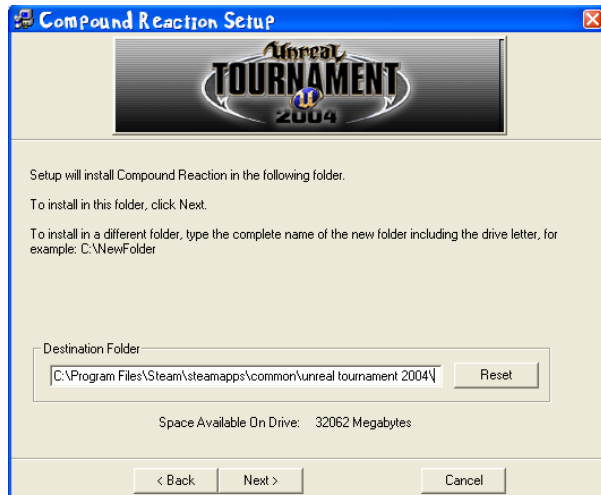 Compound Reaction Setup
Unreal
TOURNAMENT
2004
Setup will install Compound Reaction in the following folder.
To install in this folder, click Next.
To install in a different folder, type the complete name of the new folder including the drive letter, for
example: C:\NewFolder
Destination Folder
C:\Program Files\Steam\steamapps\common\unreal tournament 2004\
Reset
Space Available On Drive: 32062 Megabytes
< Back Next > Cancel